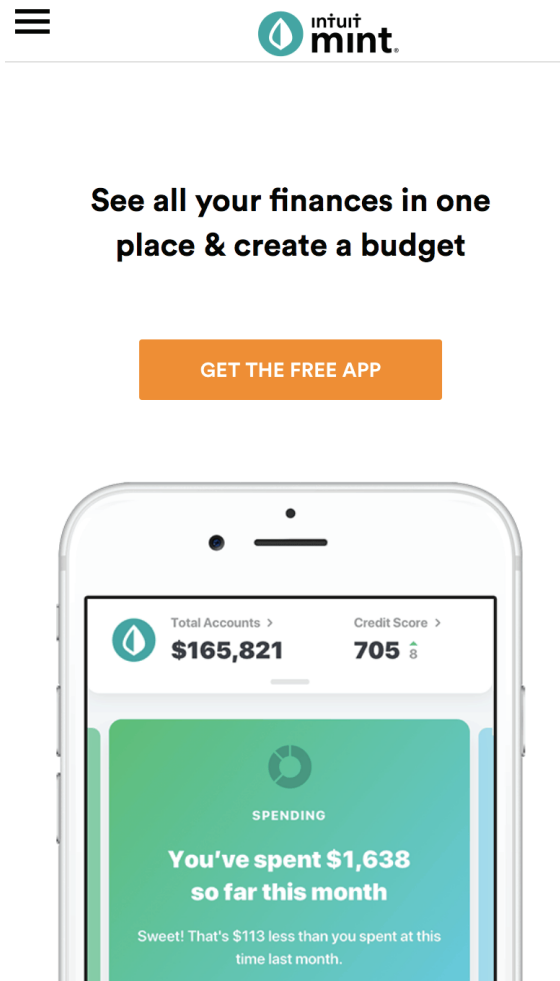 intuit
mint.
See all your finances in one
place & create a budget
GET THE FREE APP
Total Accounts >
Credit Score >
$165,821
705 8
SPENDING
You've spent $1,638
so far this month
Sweet! That's $113 less than you spent at this
time last month.